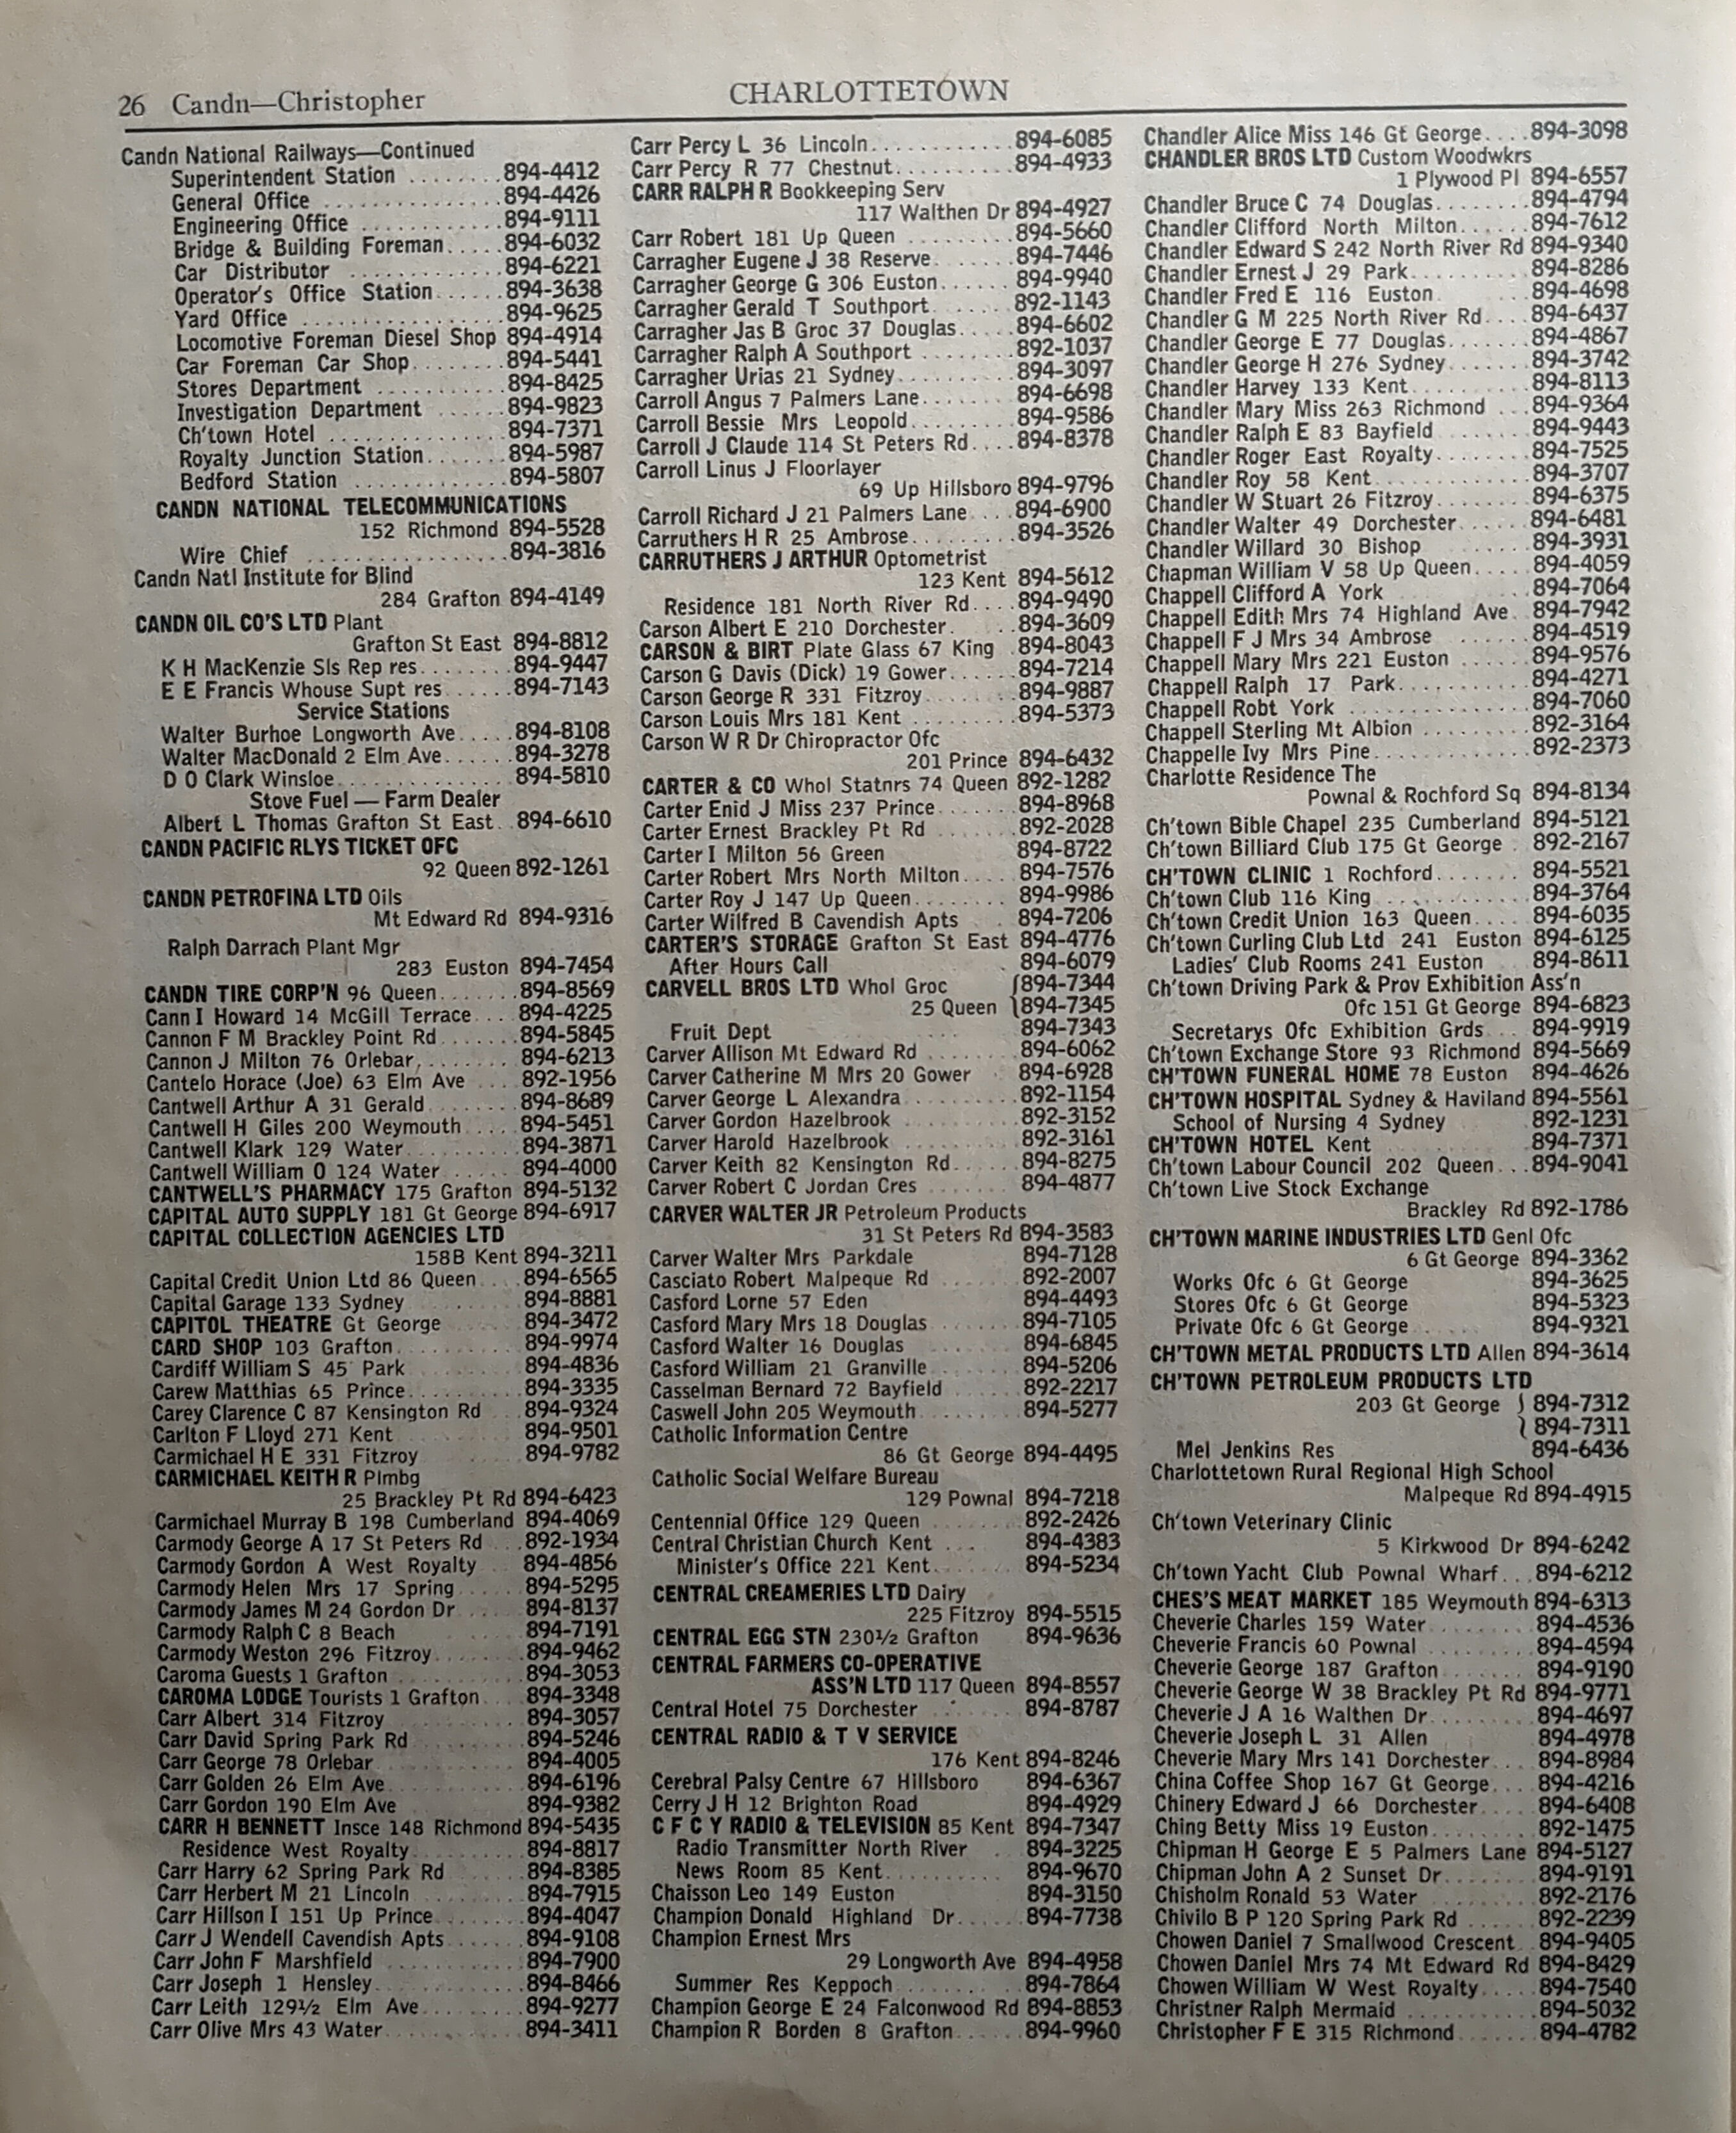 26 Candn—Christopher
CHARLOTTETOWN
Candn National Railways—Continued
Superintendent Station ........ 894-4412
General Office ................ 894-4426
Engineering Office ............ 894-9111
Bridge & Building Foreman ..... 894-6032
Car Distributor ............. 894-6221
Operator's Office Station ...... 894-3638
Yard Office .................. 894-9625
Locomotive Foreman Diesel Shop 894-4914
Car Foreman Car Shop ........ 894-5441
Stores Department ........... 894-8425
Investigation Department ...... 894-9823
Ch'town Hotel ................ 894-7371
Royalty Junction Station ....... 894-5987
Bedford Station ............. 894-5807
CANDN NATIONAL TELECOMMUNICATIONS
152 Richmond 894-5528
Wire Chief .................. 894-3816
Candn Natl Institute for Blind
284 Grafton 894-4149
CANDN OIL CO'S LTD Plant
Grafton St East 894-8812
K H MacKenzie Sls Rep res ........ 894-9447
E E Francis Whouse Supt res ...... 894-7143
Service Stations
Walter Burhoe Longworth Ave ..... 894-8108
Walter MacDonald 2 Elm Ave ...... 894-3278
D O Clark Winsloe ............... 894-5810
Stove Fuel — Farm Dealer
Albert L Thomas Grafton St East .. 894-6610
CANDN PACIFIC RLYS TICKET OFC
92 Queen 892-1261
CANDN PETROFINA LTD Oils
Mt Edward Rd 894-9316
Ralph Darrach Plant Mgr
283 Euston 894-7454
CANDN TIRE CORP'N 96 Queen ....... 894-8569
Cann I Howard 14 McGill Terrace .... 894-4225
Cannon F M Brackley Point Rd ....... 894-5845
Cannon J Milton 76 Orlebar ........ 894-6213
Cantelo Horace (Joe) 63 Elm Ave .... 892-1956
Cantwell Arthur A 31 Gerald ........ 894-8689
Cantwell H Giles 200 Weymouth ..... 894-5451
Cantwell Klark 129 Water .......... 894-3871
Cantwell William O 124 Water ...... 894-4000
CANTWELL'S PHARMACY 175 Grafton 894-5132
CAPITAL AUTO SUPPLY 181 Gt George 894-6917
CAPITAL COLLECTION AGENCIES LTD
158B Kent 894-3211
Capital Credit Union Ltd 86 Queen .... 894-6565
Capital Garage 133 Sydney ........ 894-8881
CAPITOL THEATRE Gt George ....... 894-3472
CARD SHOP 103 Grafton ........... 894-9974
Cardiff William S 45 Park ......... 894-4836
Carew Matthias 65 Prince .......... 894-3335
Carey Clarence C 87 Kensington Rd ... 894-9324
Carlton F Lloyd 271 Kent .......... 894-9501
Carmichael H E 331 Fitzroy ........ 894-9782
CARMICHAEL KEITH R Plmbg
25 Brackley Pt Rd 894-6423
Carmichael Murray B 198 Cumberland 894-4069
Carmody George A 17 St Peters Rd ... 892-1934
Carmody Gordon A West Royalty ... 894-4856
Carmody Helen Mrs 17 Spring ...... 894-5295
Carmody James M 24 Gordon Dr ..... 894-8137
Carmody Ralph C 8 Beach ......... 894-7191
Carmody Weston 296 Fitzroy ........ 894-9462
Caroma Guests 1 Grafton .......... 894-3053
CAROMA LODGE Tourists 1 Grafton .... 894-3348
Carr Albert 314 Fitzroy ............ 894-3057
Carr David Spring Park Rd ......... 894-5246
Carr George 78 Orlebar ............ 894-4005
Carr Golden 26 Elm Ave ........... 894-6196
Carr Gordon 190 Elm Ave .......... 894-9382
CARR H BENNETT Insce 148 Richmond 894-5435
Residence West Royalty ......... 894-8817
Carr Harry 62 Spring Park Rd ....... 894-8385
Carr Herbert M 21 Lincoln ......... 894-7915
Carr Hillson I 151 Up Prince ........ 894-4047
Carr J Wendell Cavendish Apts ....... 894-9108
Carr John F Marshfield ............ 894-7900
Carr Joseph 1 Hensley ............ 894-8466
Carr Leith 129½ Elm Ave .......... 894-9277
Carr Olive Mrs 43 Water ........... 894-3411
Carr Percy L 36 Lincoln ............ 894-6085
Carr Percy R 77 Chestnut .......... 894-4933
CARR RALPH R Bookkeeping Serv
117 Walthen Dr 894-4927
Carr Robert 181 Up Queen ......... 894-5660
Carragher Eugene J 38 Reserve ....... 894-7446
Carragher George G 306 Euston ...... 894-9940
Carragher Gerald T Southport ....... 892-1143
Carragher Jas B Groc 37 Douglas ..... 894-6602
Carragher Ralph A Southport ........ 892-1037
Carragher Urias 21 Sydney .......... 894-3097
Carroll Angus 7 Palmers Lane ........ 894-6698
Carroll Bessie Mrs Leopold ......... 894-9586
Carroll J Claude 114 St Peters Rd .... 894-8378
Carroll Linus J Floorlayer
69 Up Hillsboro 894-9796
Carroll Richard J 21 Palmers Lane .... 894-6900
Carruthers H R 25 Ambrose ......... 894-3526
CARRUTHERS J ARTHUR Optometrist
123 Kent 894-5612
Residence 181 North River Rd .... 894-9490
Carson Albert E 210 Dorchester ..... 894-3609
CARSON & BIRT Plate Glass 67 King . 894-8043
Carson G Davis (Dick) 19 Gower ...... 894-7214
Carson George R 331 Fitzroy ........ 894-9887
Carson Louis Mrs 181 Kent ......... 894-5373
Carson W R Dr Chiropractor Ofc
201 Prince 894-6432
CARTER & CO Whol Statnrs 74 Queen 892-1282
Carter Enid J Miss 237 Prince ....... 894-8968
Carter Ernest Brackley Pt Rd ....... 892-2028
Carter I Milton 56 Green 894-8722
Carter Robert Mrs North Milton ..... 894-7576
Carter Roy J 147 Up Queen ......... 894-9986
Carter Wilfred B Cavendish Apts .... 894-7206
CARTER'S STORAGE Grafton St East 894-4776
After Hours Call . 894-6079
CARVELL BROS LTD Whol Groc ⎰894-7344
25 Queen ⎱894-7345
Fruit Dept 894-7343
Carver Allison Mt Edward Rd ........ 894-6062
Carver Catherine M Mrs 20 Gower . 894-6928
Carver George L Alexandra ......... 892-1154
Carver Gordon Hazelbrook .......... 892-3152
Carver Harold Hazelbrook .......... 892-3161
Carver Keith 82 Kensington Rd ...... 894-8275
Carver Robert C Jordan Cres ....... 894-4877
CARVER WALTER JR Petroleum Products
31 St Peters Rd 894-3583
Carver Walter Mrs Parkdale 894-7128
Casciato Robert Malpeque Rd ....... 892-2007
Casford Lorne 57 Eden ............ 894-4493
Casford Mary Mrs 18 Douglas ....... 894-7105
Casford Walter 16 Douglas ......... 894-6845
Casford William 21 Granville ........ 894-5206
Casselman Bernard 72 Bayfield ...... 892-2217
Caswell John 205 Weymouth ........ 894-5277
Catholic Information Centre
86 Gt George 894-4495
Catholic Social Welfare Bureau
129 Pownal 894-7218
Centennial Office 129 Queen ........ 892-2426
Central Christian Church Kent .... 894-4383
Minister's Office 221 Kent ........ 894-5234
CENTRAL CREAMERIES LTD Dairy
225 Fitzroy 894-5515
CENTRAL EGG STN 230½ Grafton 894-9636
CENTRAL FARMERS CO-OPERATIVE
ASS'N LTD 117 Queen 894-8557
Central Hotel 75 Dorchester ....... 894-8787
CENTRAL RADIO & T V SERVICE
176 Kent 894-8246
Cerebral Palsy Centre 67 Hillsboro 894-6367
Cerry J H 12 Brighton Road ........ 894-4929
C F C Y RADIO & TELEVISION 85 Kent 894-7347
Radio Transmitter North River . 894-3225
News Room 85 Kent ............ 894-9670
Chaisson Leo 149 Euston 894-3150
Champion Donald Highland Dr ...... 894-7738
Champion Ernest Mrs
29 Longworth Ave 894-4958
Summer Res Keppoch .......... 894-7864
Champion George E 24 Falconwood Rd 894-8853
Champion R Borden 8 Grafton ...... 894-9960
Chandler Alice Miss 146 Gt George .... 894-3098
CHANDLER BROS LTD Custom Woodwkrs
1 Plywood Pl 894-6557
Chandler Bruce C 74 Douglas ........ 894-4794
Chandler Clifford North Milton ...... 894-7612
Chandler Edward S 242 North River Rd 894-9340
Chandler Ernest J 29 Park .......... 894-8286
Chandler Fred E 116 Euston .... 894-4698
Chandler G M 225 North River Rd .... 894-6437
Chandler George E 77 Douglas ....... 894-4867
Chandler George H 276 Sydney ....... 894-3742
Chandler Harvey 133 Kent .......... 894-8113
Chandler Mary Miss 263 Richmond ... 894-9364
Chandler Ralph E 83 Bayfield ....... 894-9443
Chandler Roger East Royalty ........ 894-7525
Chandler Roy 58 Kent ............ 894-3707
Chandler W Stuart 26 Fitzroy ........ 894-6375
Chandler Walter 49 Dorchester ...... 894-6481
Chandler Willard 30 Bishop ........ 894-3931
Chapman William V 58 Up Queen ..... 894-4059
Chappell Clifford A York .. 894-7064
Chappell Edith Mrs 74 Highland Ave . 894-7942
Chappell F J Mrs 34 Ambrose ...... 894-4519
Chappell Mary Mrs 221 Euston ...... 894-9576
Chappell Ralph 17 Park ........... 894-4271
Chappell Robt York .............. 894-7060
Chappell Sterling Mt Albion ......... 892-3164
Chappelle Ivy Mrs Pine ............ 892-2373
Charlotte Residence The
Pownal & Rochford Sq 894-8134
Ch'town Bible Chapel 235 Cumberland 894-5121
Ch'town Billiard Club 175 Gt George . 892-2167
CH'TOWN CLINIC 1 Rochford ....... 894-5521
Ch'town Club 116 King ............ 894-3764
Ch'town Credit Union 163 Queen .... 894-6035
Ch'town Curling Club Ltd 241 Euston 894-6125
Ladies' Club Rooms 241 Euston 894-8611
Ch'town Driving Park & Prov Exhibition Ass'n
Ofc 151 Gt George 894-6823
Secretarys Ofc Exhibition Grds ... 894-9919
Ch'town Exchange Store 93 Richmond 894-5669
CH'TOWN FUNERAL HOME 78 Euston 894-4626
CH'TOWN HOSPITAL Sydney & Haviland 894-5561
School of Nursing 4 Sydney 892-1231
CH'TOWN HOTEL Kent ............ 894-7371
Ch'town Labour Council 202 Queen ... 894-9041
Ch'town Live Stock Exchange
Brackley Rd 892-1786
CH'TOWN MARINE INDUSTRIES LTD Genl Ofc
6 Gt George 894-3362
Works Ofc 6 Gt George 894-3625
Stores Ofc 6 Gt George 894-5323
Private Ofc 6 Gt George ...... 894-9321
CH'TOWN METAL PRODUCTS LTD Allen 894-3614
CH'TOWN PETROLEUM PRODUCTS LTD
203 Gt George ⎰ 894-7312
⎱ 894-7311
Mel Jenkins Res 894-6436
Charlottetown Rural Regional High School
Malpeque Rd 894-4915
Ch'town Veterinary Clinic
5 Kirkwood Dr 894-6242
Ch'town Yacht Club Pownal Wharf ... 894-6212
CHES'S MEAT MARKET 185 Weymouth 894-6313
Cheverie Charles 159 Water ........ 894-4536
Cheverie Francis 60 Pownal ........ 894-4594
Cheverie George 187 Grafton ....... 894-9190
Cheverie George W 38 Brackley Pt Rd 894-9771
Cheverie J A 16 Walthen Dr ......... 894-4697
Cheverie Joseph L 31 Allen ........ 894-4978
Cheverie Mary Mrs 141 Dorchester .... 894-8984
China Coffee Shop 167 Gt George .... 894-4216
Chinery Edward J 66 Dorchester ..... 894-6408
Ching Betty Miss 19 Euston ......... 892-1475
Chipman H George E 5 Palmers Lane 894-5127
Chipman John A 2 Sunset Dr ........ 894-9191
Chisholm Ronald 53 Water ......... 892-2176
Chivilo B P 120 Spring Park Rd ...... 892-2239
Chowen Daniel 7 Smallwood Crescent .. 894-9405
Chowen Daniel Mrs 74 Mt Edward Rd 894-8429
Chowen William W West Royalty ..... 894-7540
Christner Ralph Mermaid ........... 894-5032
Christopher F E 315 Richmond ....... 894-4782